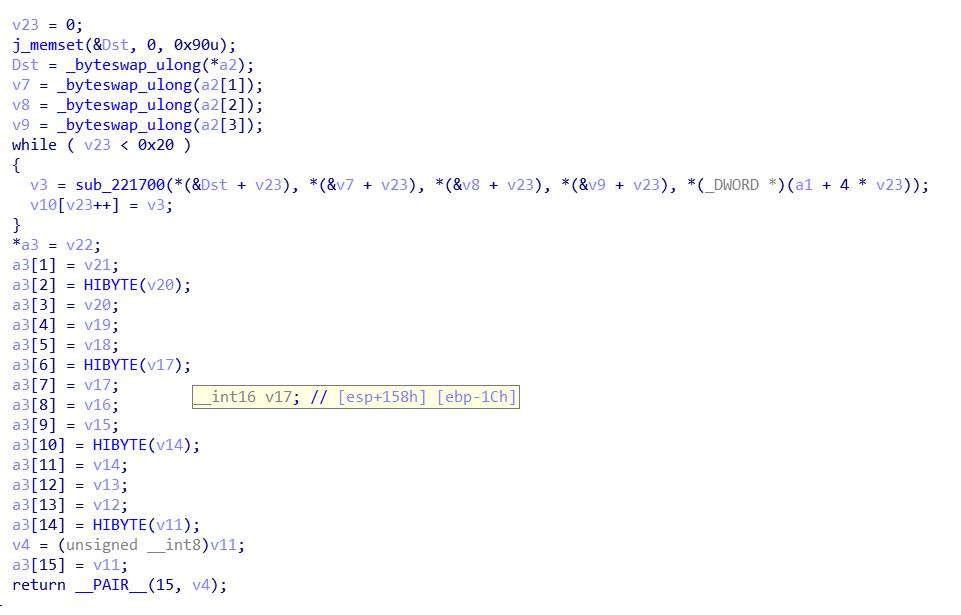 v23 = 0;
j_memset(&Dst, 0, 0x90u);
Dst = _byteswap_ulong(*a2);
v7 = _byteswap_ulong(a2[1]);
v8 = _byteswap_ulong(a2[2]);
v9 = _byteswap_ulong(a2[3]);
while ( v23 < 0x20 )
{
  v3 = sub_221700(*(&Dst + v23), *(&v7 + v23), *(&v8 + v23), *(&v9 + v23), *(_DWORD *)(a1 + 4 * v23));
  v10[v23++] = v3;
}
*a3 = v22;
a3[1] = v21;
a3[2] = HIBYTE(v20);
a3[3] = v20;
a3[4] = v19;
a3[5] = v18;
a3[6] = HIBYTE(v17);
a3[7] = v17;
__int16 v17; // [esp+158h] [ebp-1Ch]
a3[8] = v16;
a3[9] = v15;
a3[10] = HIBYTE(v14);
a3[11] = v14;
a3[12] = v13;
a3[13] = v12;
a3[14] = HIBYTE(v11);
v4 = (unsigned __int8)v11;
a3[15] = v11;
return __PAIR__(15, v4);